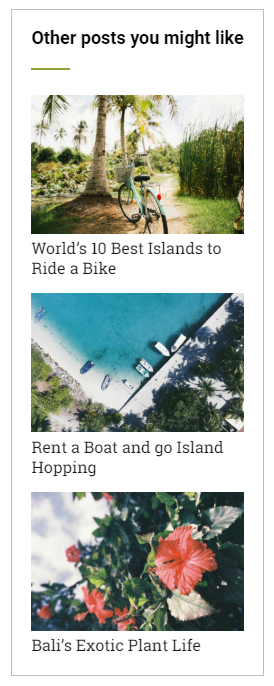 Other posts you might like
World’s 10 Best Islands to
Ride a Bike
Rent a Boat and go Island
Hopping
Bali’s Exotic Plant Life